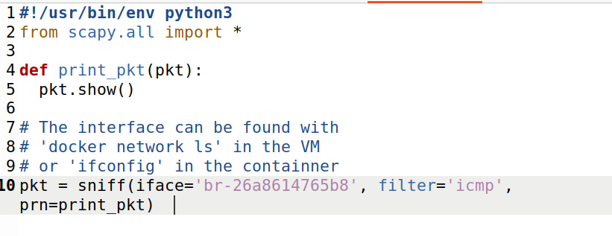 1 #!/usr/bin/env python3
2 from scapy.all import *
3
4 def print_pkt(pkt):
5   pkt.show()
6
7 # The interface can be found with
8 # 'docker network ls' in the VM
9 # or 'ifconfig' in the containner
10 pkt = sniff(iface='br-26a8614765b8', filter='icmp',
prn=print_pkt)